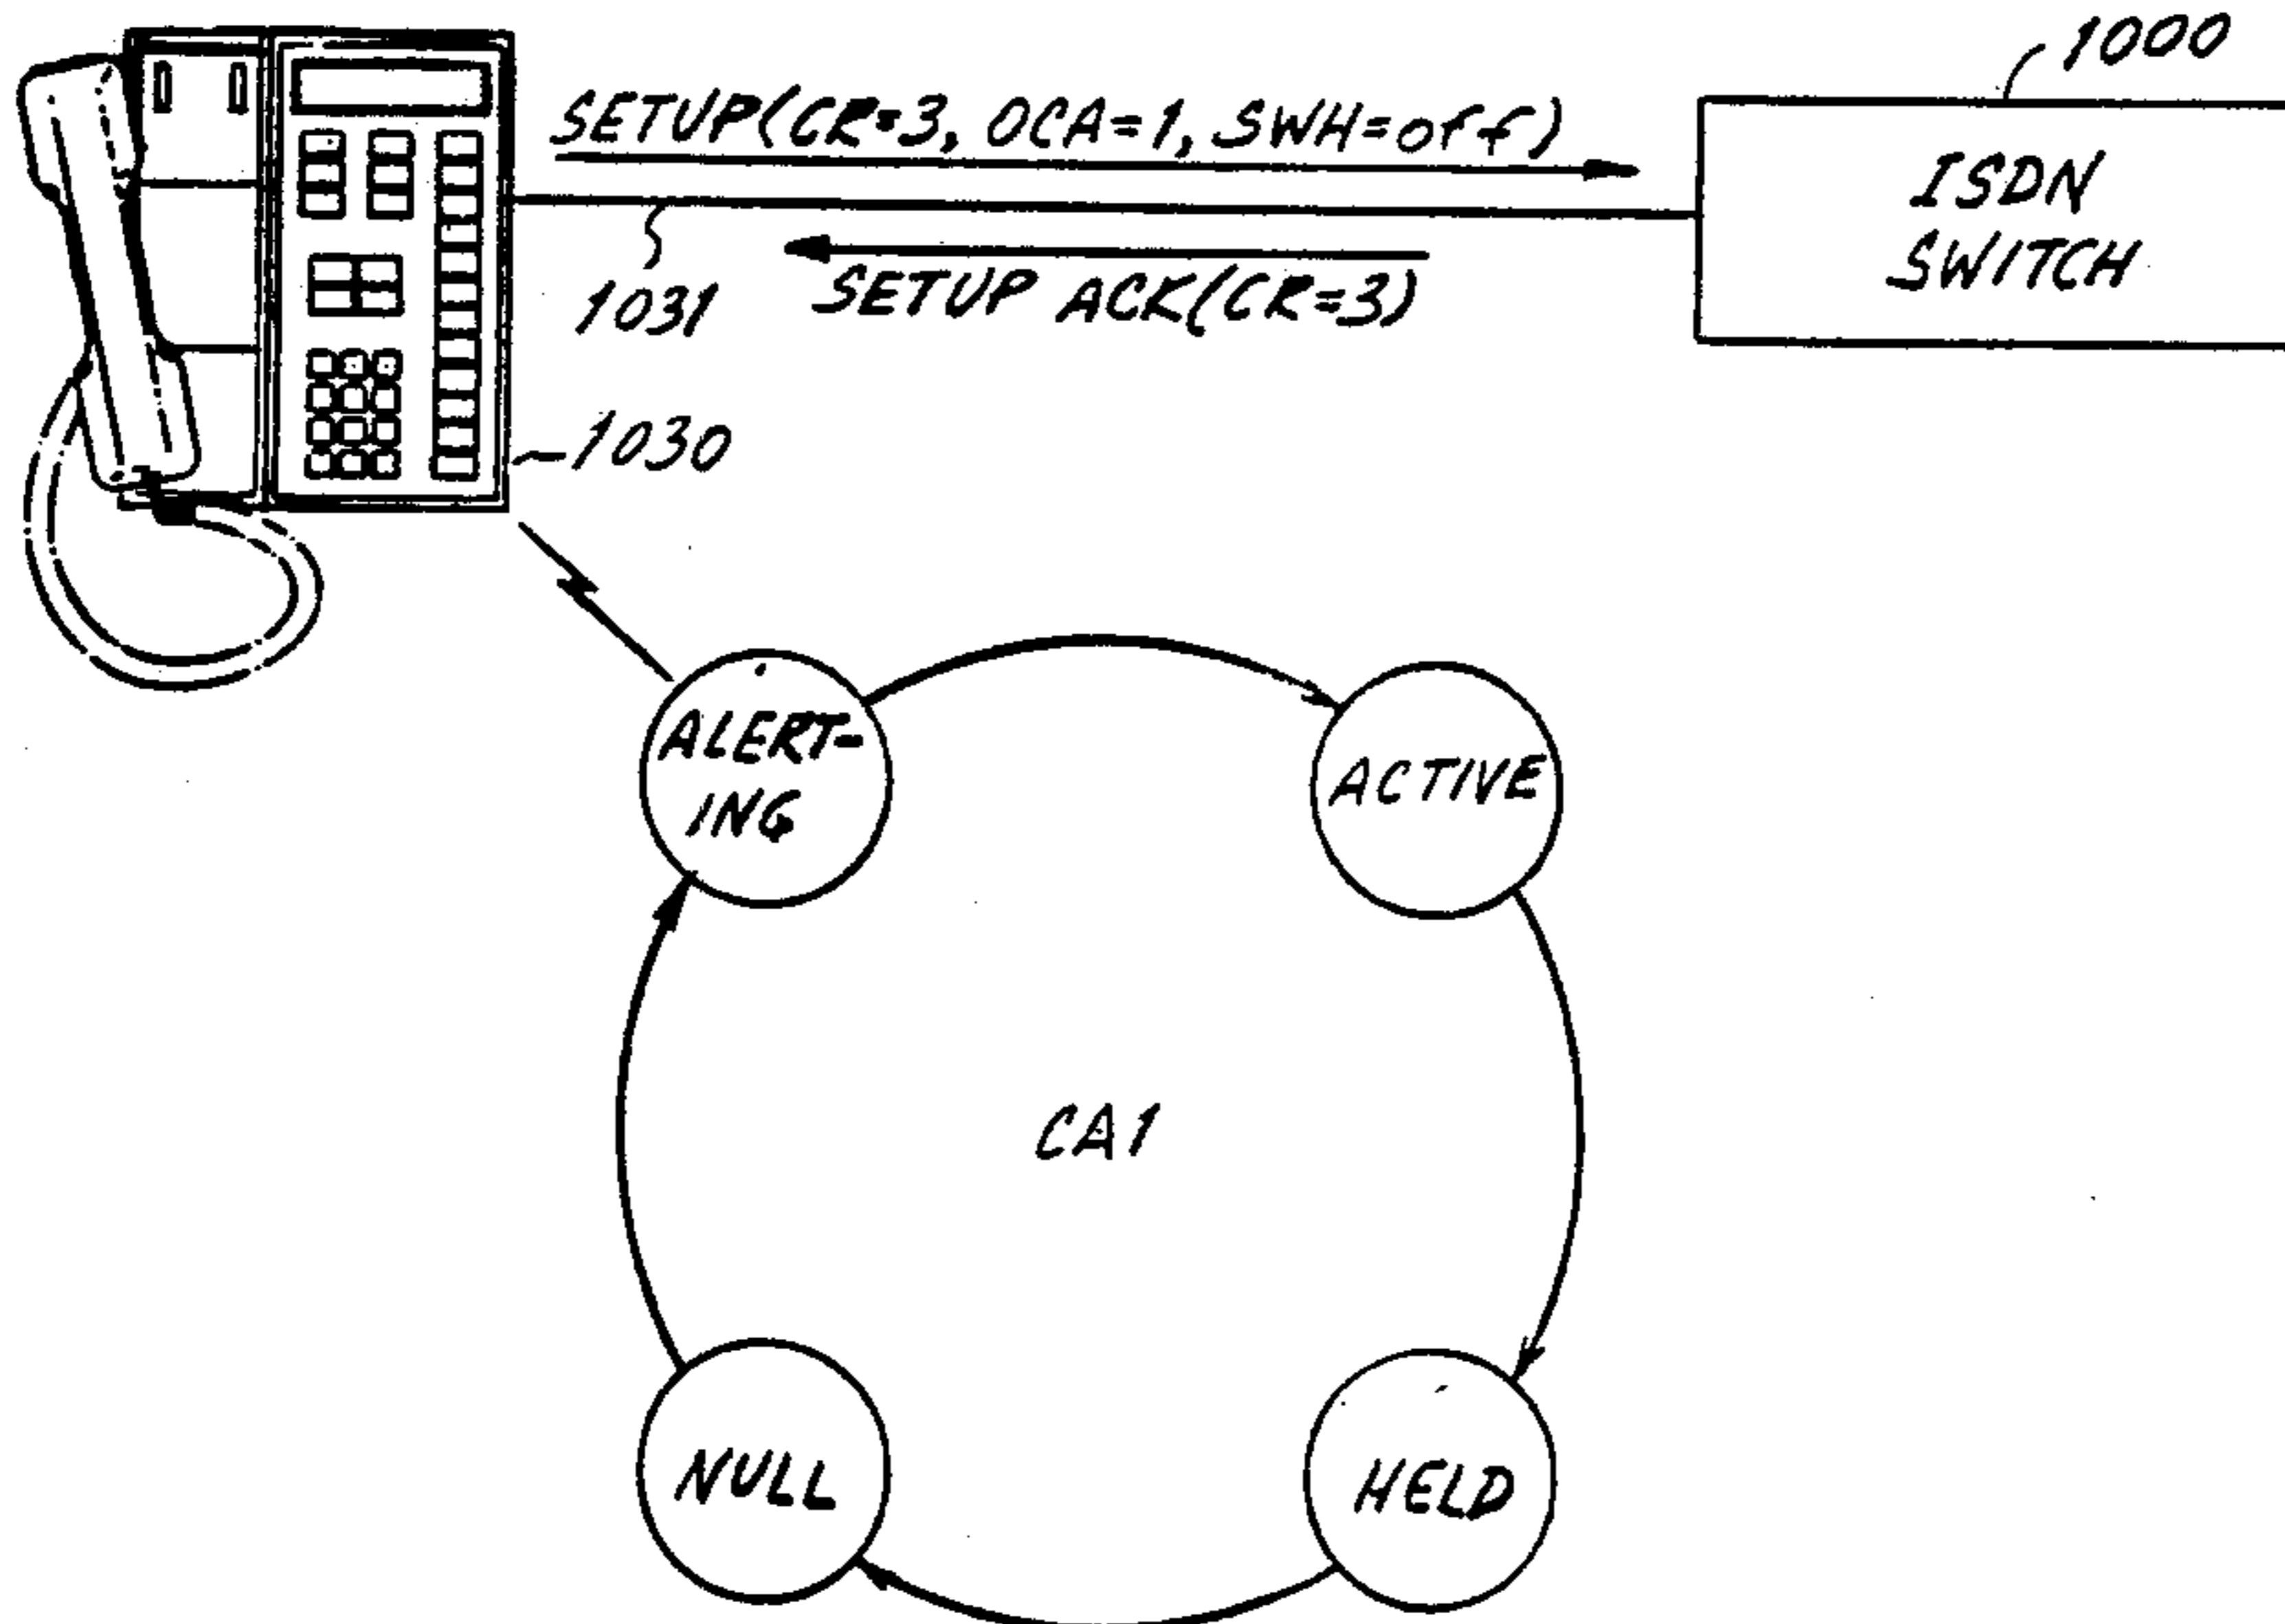 1000
SETUP(CR=3, OCA=1, SWH=off)
ISDN
SWITCH
1031
SETUP ACK(CR=3)
1030
ALERT-
ING
ACTIVE
CA1
NULL
HELD